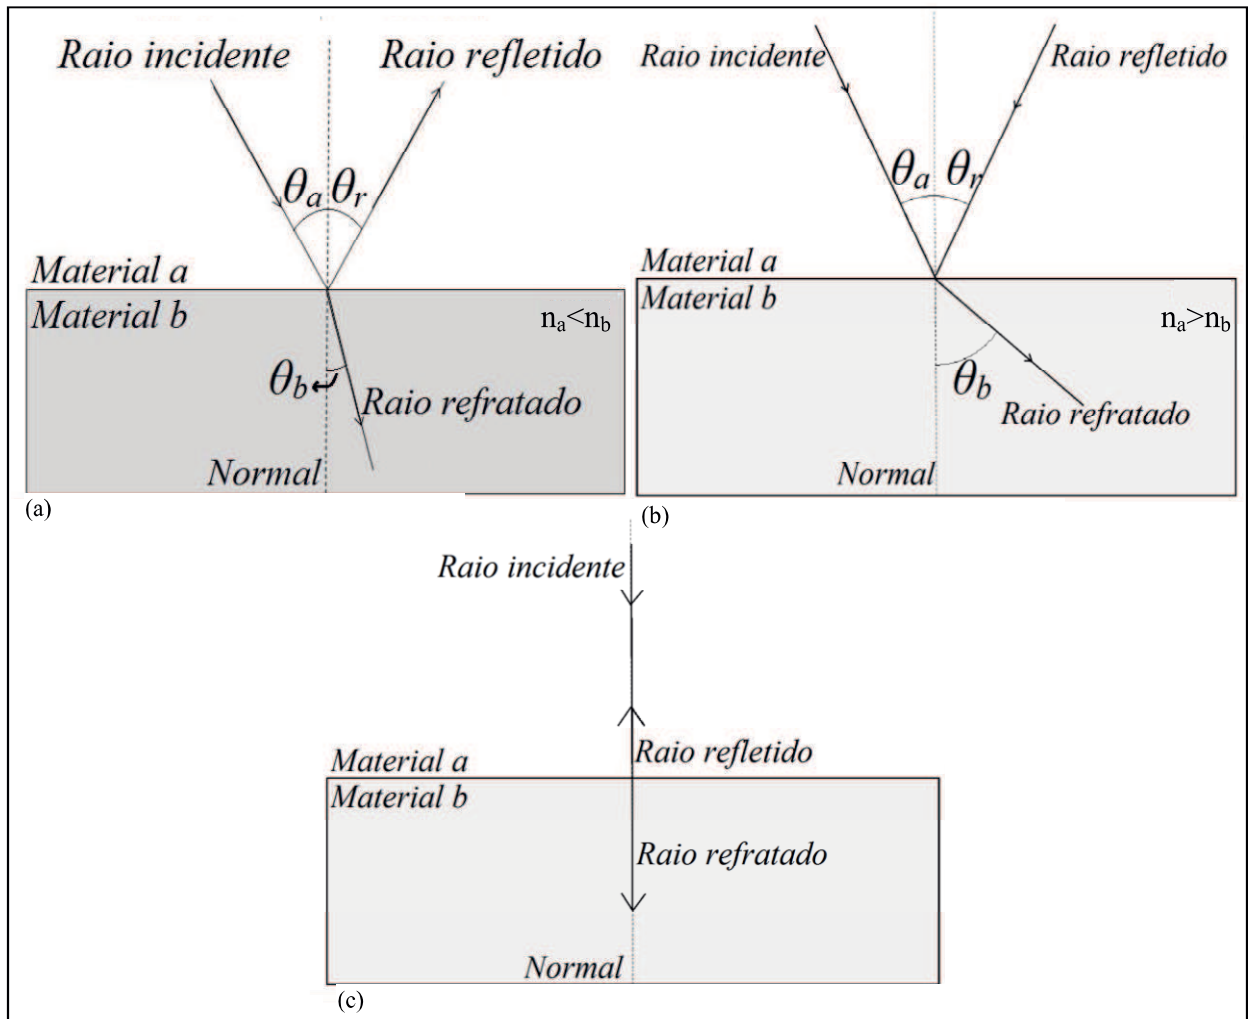 Raio incidente
Raio refletido
θa θr
Material a
Material b
na<nb
θb
Raio refratado
Normal
(a)
Raio incidente
Raio refletido
θa θr
Material a
Material b
na>nb
θb
Raio refratado
Normal
(b)
Raio incidente
Raio refletido
Material a
Material b
Raio refratado
Normal
(c)